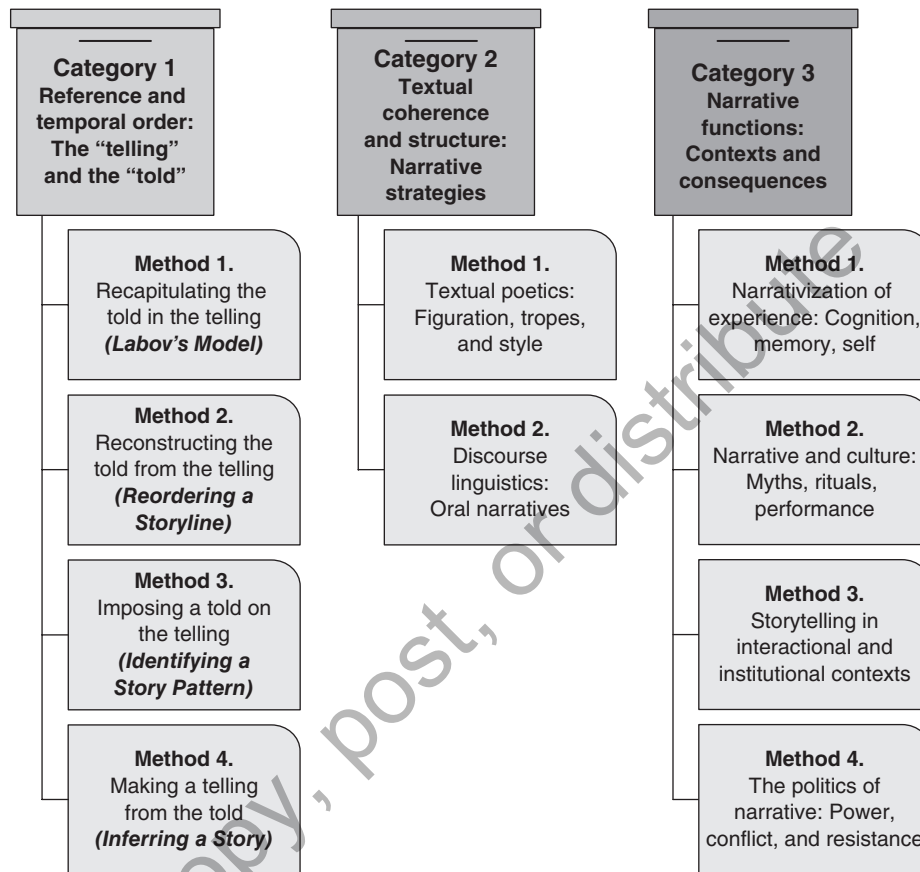 Category 1
Reference and
temporal order:
The “telling”
and the “told”
Method 1.
Recapitulating the
told in the telling
(Labov’s Model)
Method 2.
Reconstructing the
told from the telling
(Reordering a
Storyline)
Method 3.
Imposing a told on
the telling
(Identifying a
Story Pattern)
Method 4.
Making a telling
from the told
(Inferring a Story)
Category 2
Textual
coherence
and structure:
Narrative
strategies
Method 1.
Textual poetics:
Figuration, tropes,
and style
Method 2.
Discourse
linguistics:
Oral narratives
Category 3
Narrative
functions:
Contexts and
consequences
Method 1.
Narrativization of
experience: Cognition,
memory, self
Method 2.
Narrative and culture:
Myths, rituals,
performance
Method 3.
Storytelling in
interactional and
institutional contexts
Method 4.
The politics of
narrative: Power,
conflict, and resistance
post, or distribute